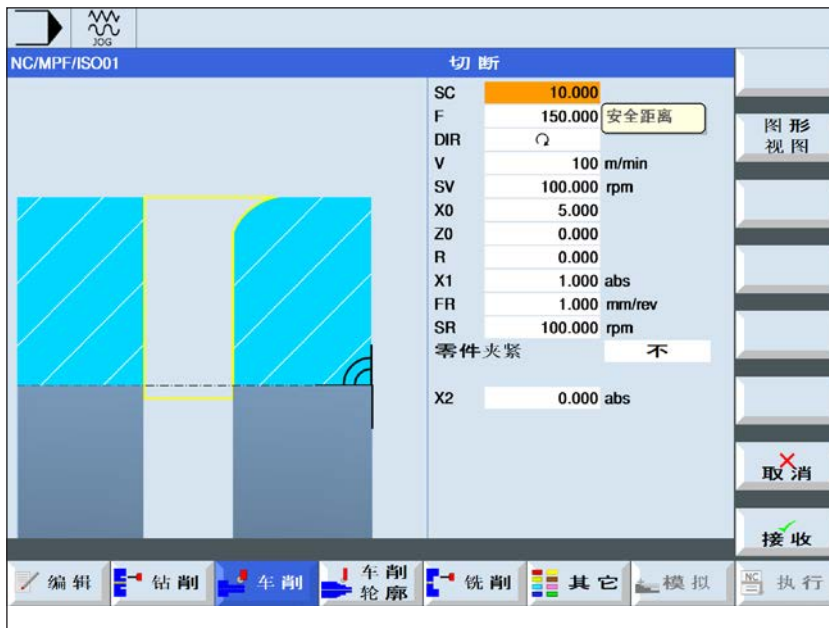 JOG
NC/MPF/ISO01
切断
SC 10.000
F 150.000
安全距离
DIR
V 100 m/min
SV 100.000 rpm
X0 5.000
Z0 0.000
R 0.000
X1 1.000 abs
FR 1.000 mm/rev
SR 100.000 rpm
零件夹紧 不
X2 0.000 abs
图形
视图
取消
接收
编辑
钻削
车削
车削
轮廓
铣削
其它
模拟
NC
执行